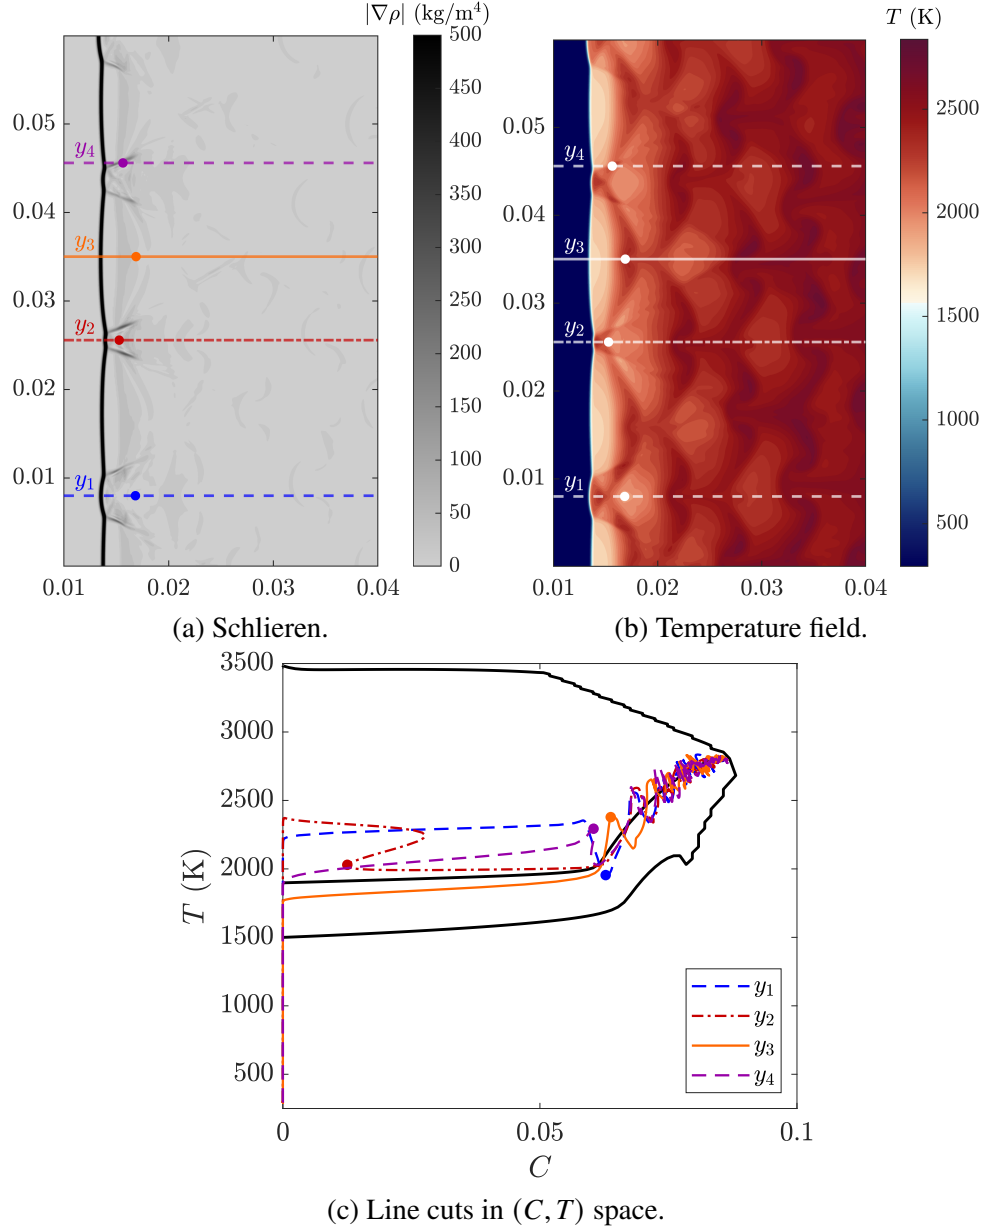 |∇ρ| (kg/m⁴)
T (K)
500
450
400
350
300
250
200
150
100
50
0
0.05
0.04
0.03
0.02
0.01
y₄
y₃
y₂
y₁
0.01 0.02 0.03 0.04
0.05
0.04
0.03
0.02
0.01
y₄
y₃
y₂
y₁
0.01 0.02 0.03 0.04
2500
2000
1500
1000
500
(a) Schlieren.
(b) Temperature field.
3500
3000
2500
2000
1500
1000
500
T (K)
y₁
y₂
y₃
y₄
0 0.05 0.1
C
(c) Line cuts in (C, T) space.